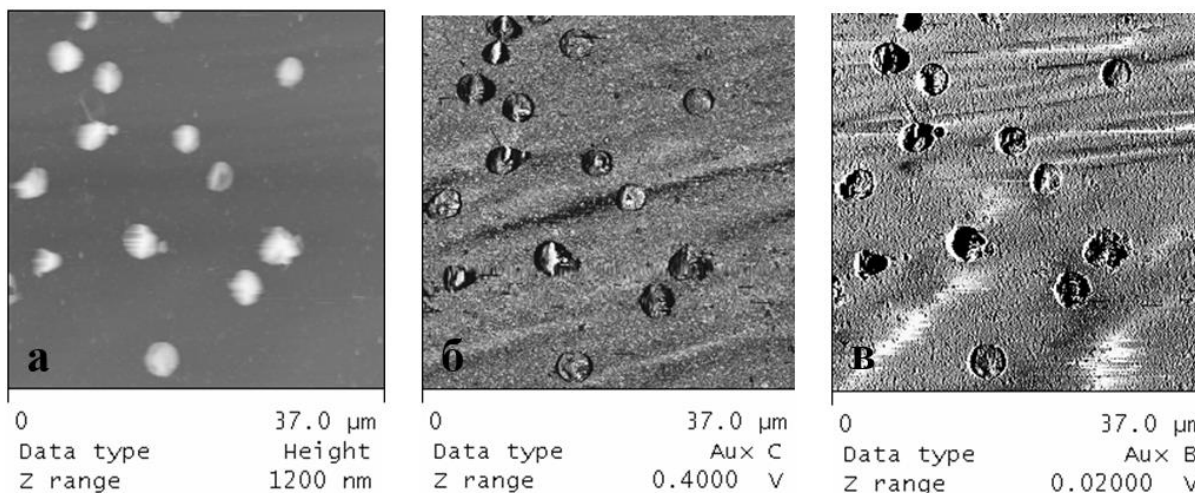 а
0 37.0 µm
Data type Height
Z range 1200 nm
б
0 37.0 µm
Data type Aux C
Z range 0.4000 V
в
0 37.0 µm
Data type Aux B
Z range 0.02000 V